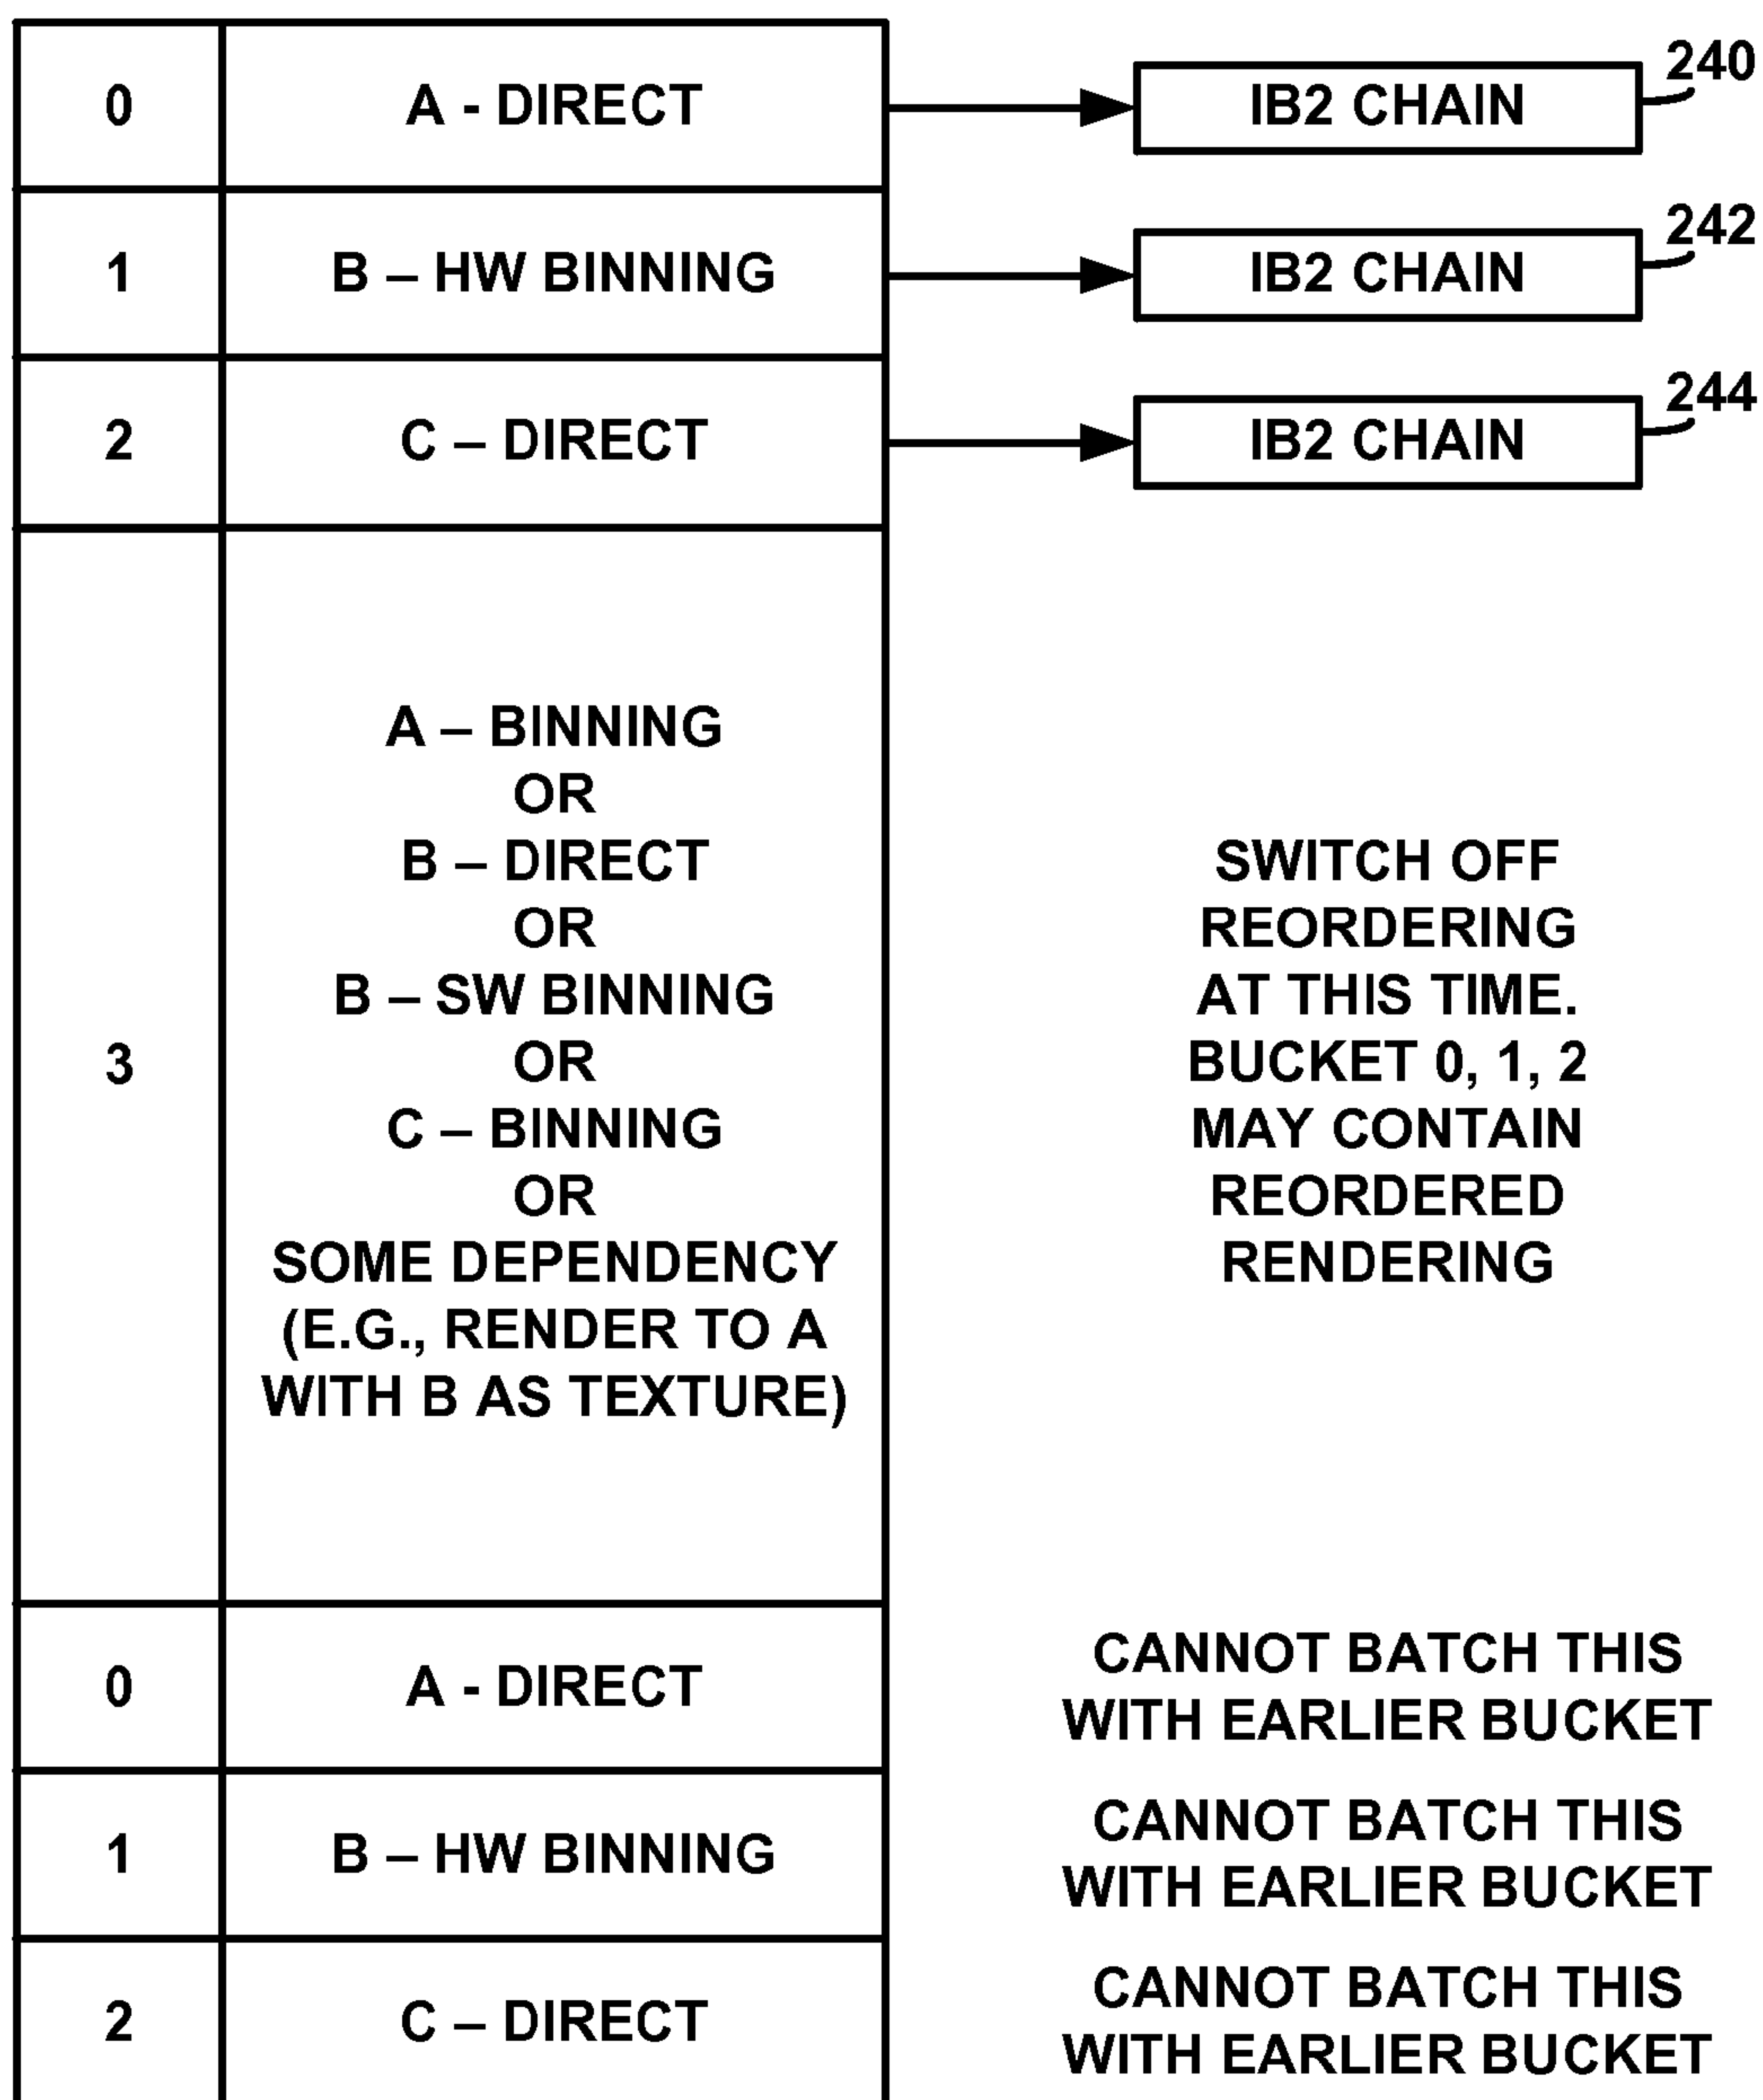 0
A - DIRECT
IB2 CHAIN
240
1
B – HW BINNING
IB2 CHAIN
242
2
C – DIRECT
IB2 CHAIN
244
3
A – BINNING
OR
B – DIRECT
OR
B – SW BINNING
OR
C – BINNING
OR
SOME DEPENDENCY
(E.G., RENDER TO A
WITH B AS TEXTURE)
SWITCH OFF
REORDERING
AT THIS TIME.
BUCKET 0, 1, 2
MAY CONTAIN
REORDERED
RENDERING
0
A - DIRECT
CANNOT BATCH THIS
WITH EARLIER BUCKET
1
B – HW BINNING
CANNOT BATCH THIS
WITH EARLIER BUCKET
2
C – DIRECT
CANNOT BATCH THIS
WITH EARLIER BUCKET